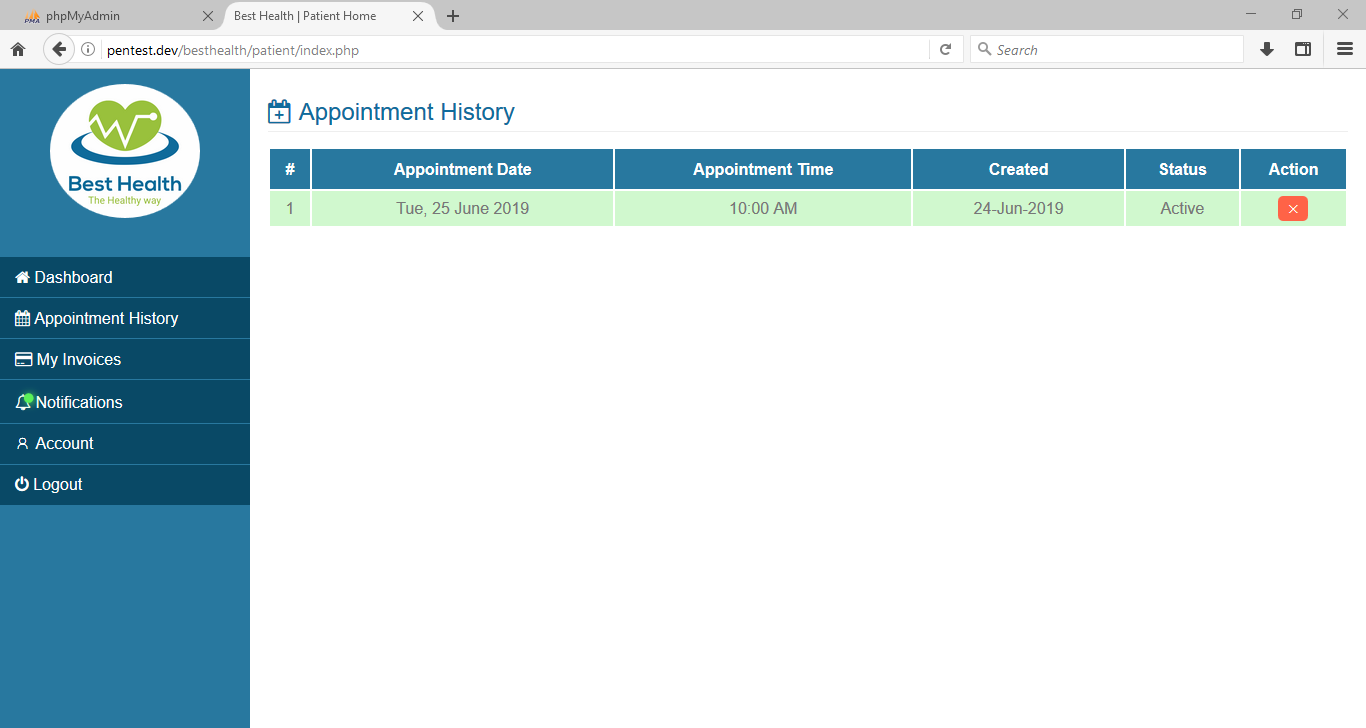 phpMyAdmin
Best Health | Patient Home
pentest.dev/besthealth/patient/index.php
Search
Best Health
The Healthy way
Dashboard
Appointment History
My Invoices
Notifications
Account
Logout
Appointment History
# Appointment Date Appointment Time Created Status Action
1 Tue, 25 June 2019 10:00 AM 24-Jun-2019 Active